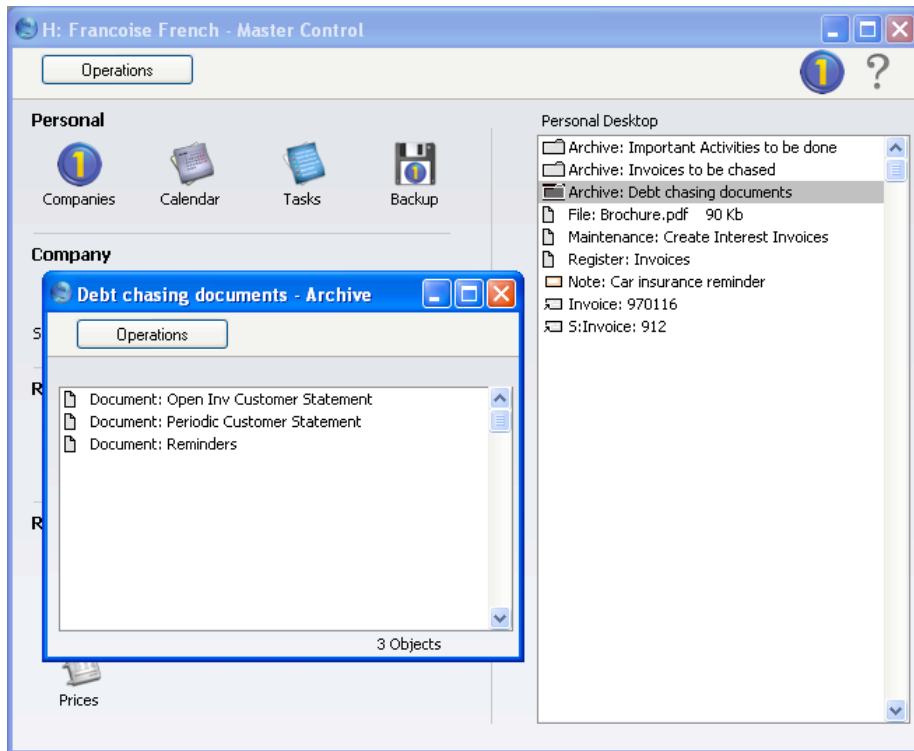 H: Francoise French - Master Control
Operations
1
?
Personal
Companies
Calendar
Tasks
Backup
Company
S
R
R
Prices
Debt chasing documents - Archive
Operations
Document: Open Inv Customer Statement
Document: Periodic Customer Statement
Document: Reminders
3 Objects
Personal Desktop
Archive: Important Activities to be done
Archive: Invoices to be chased
Archive: Debt chasing documents
File: Brochure.pdf 90 Kb
Maintenance: Create Interest Invoices
Register: Invoices
Note: Car insurance reminder
Invoice: 970116
S:Invoice: 912